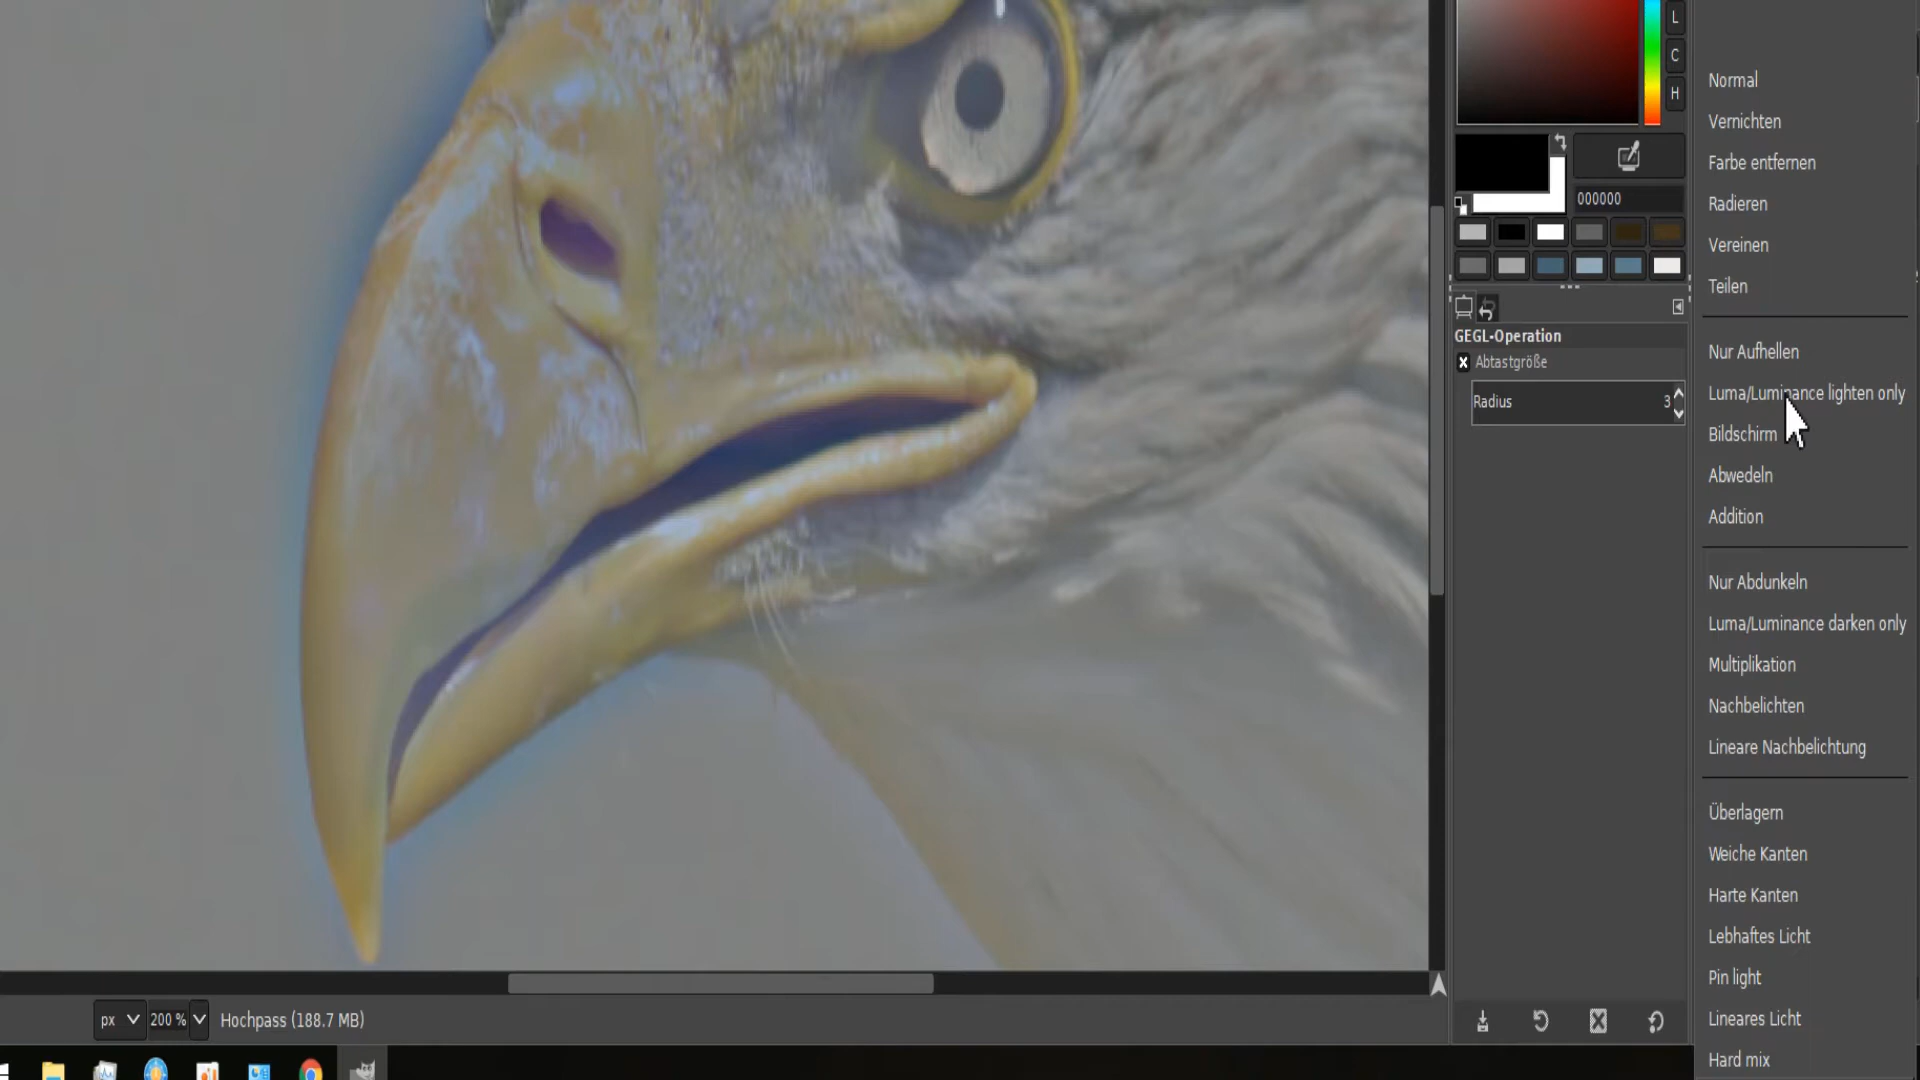 L
C
H
000000
GEGL-Operation
Abtastgröße
Radius 3
Normal
Vernichten
Farbe entfernen
Radieren
Vereinen
Teilen
Nur Aufhellen
Luma/Luminance lighten only
Bildschirm
Abwedeln
Addition
Nur Abdunkeln
Luma/Luminance darken only
Multiplikation
Nachbelichten
Lineare Nachbelichtung
Überlagern
Weiche Kanten
Harte Kanten
Lebhaftes Licht
Pin light
Lineares Licht
Hard mix
px 200 % Hochpass (188.7 MB)